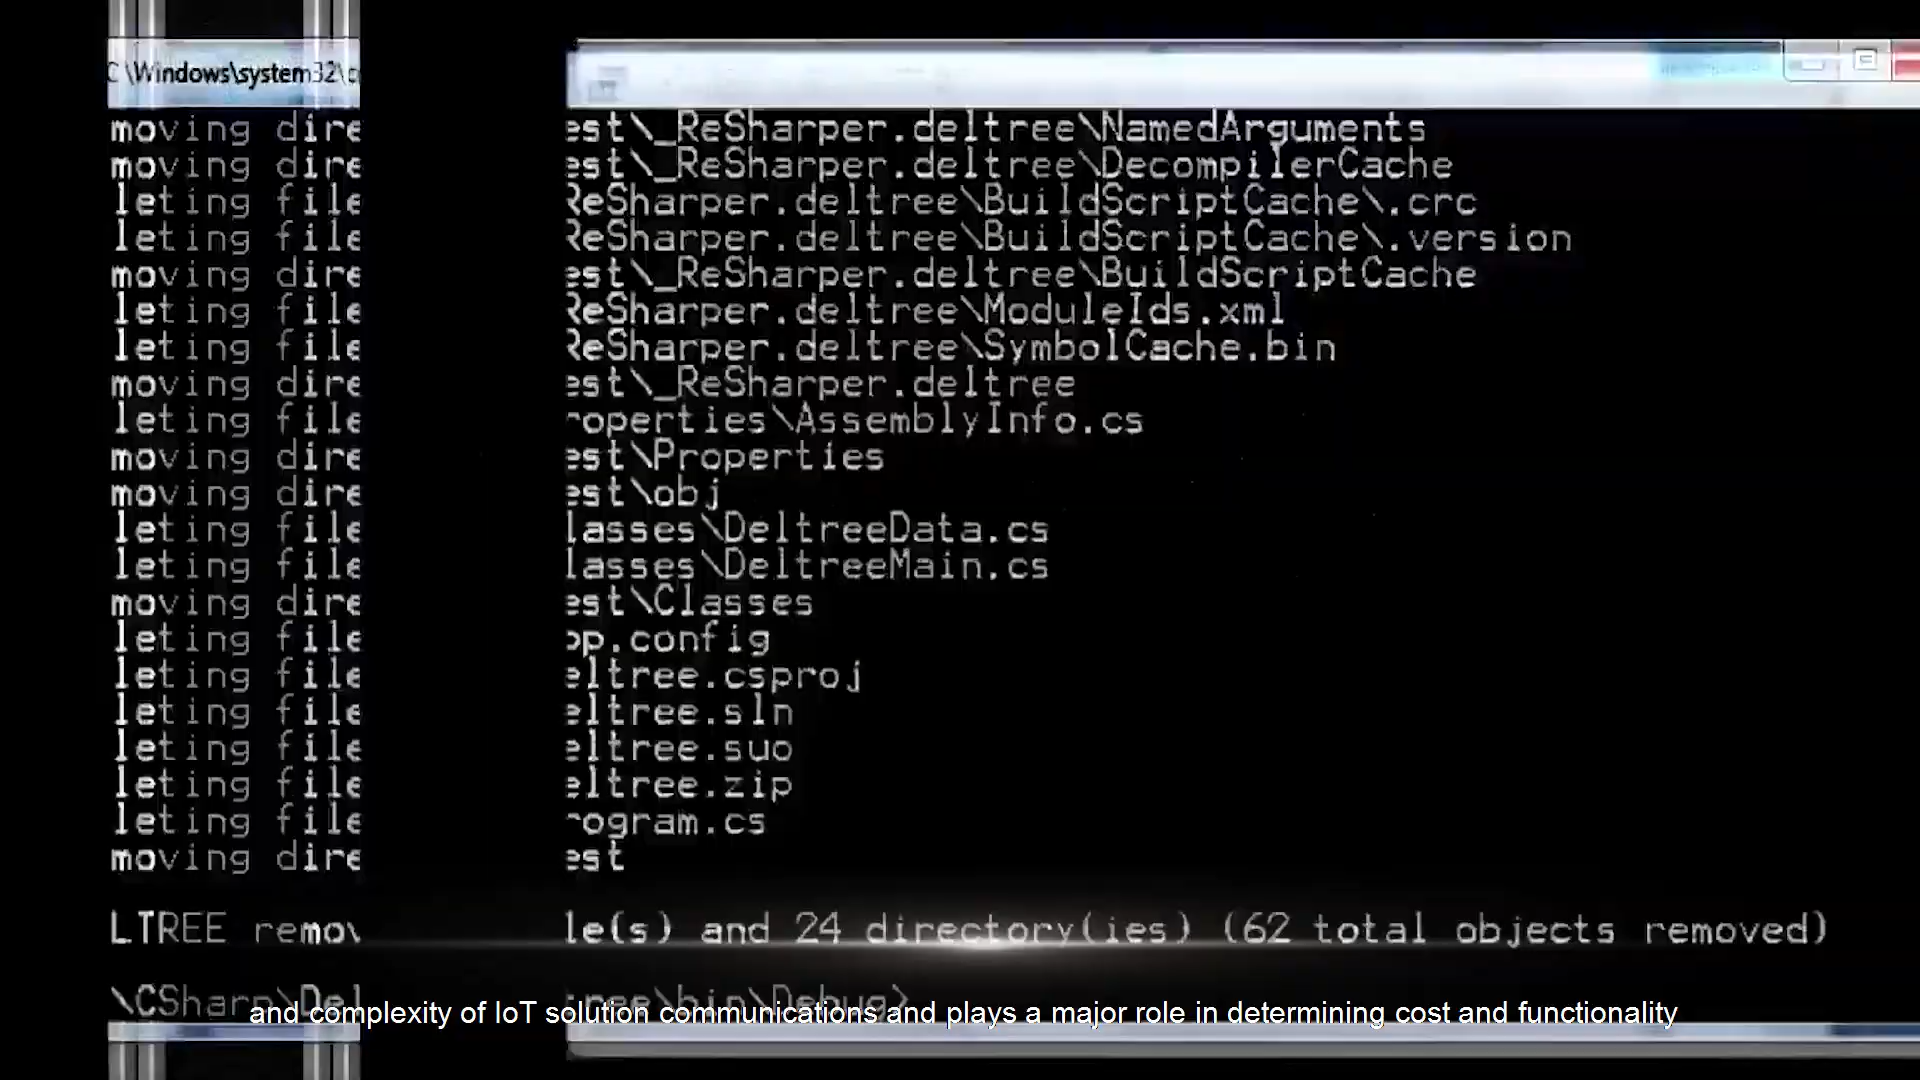 C:\Windows\system32\c
moving dire est\_ReSharper.deltree\NamedArguments
moving dire est\_ReSharper.deltree\DecompilerCache
leting file ReSharper.deltree\BuildScriptCache\.crc
leting file ReSharper.deltree\BuildScriptCache\.version
moving dire est\_ReSharper.deltree\BuildScriptCache
leting file ReSharper.deltree\ModuleIds.xml
leting file ReSharper.deltree\SymbolCache.bin
moving dire est\_ReSharper.deltree
leting file roperties\AssemblyInfo.cs
moving dire est\Properties
moving dire est\obj
leting file lasses\DeltreeData.cs
leting file lasses\DeltreeMain.cs
moving dire est\Classes
leting file pp.config
leting file eltree.csproj
leting file eltree.sln
leting file eltree.suo
leting file eltree.zip
leting file rogram.cs
moving dire est
LTREE remov le(s) and 24 directory(ies) (62 total objects removed)
\CSharp\Del tree\bin\Debug>
and complexity of IoT solution communications and plays a major role in determining cost and functionality